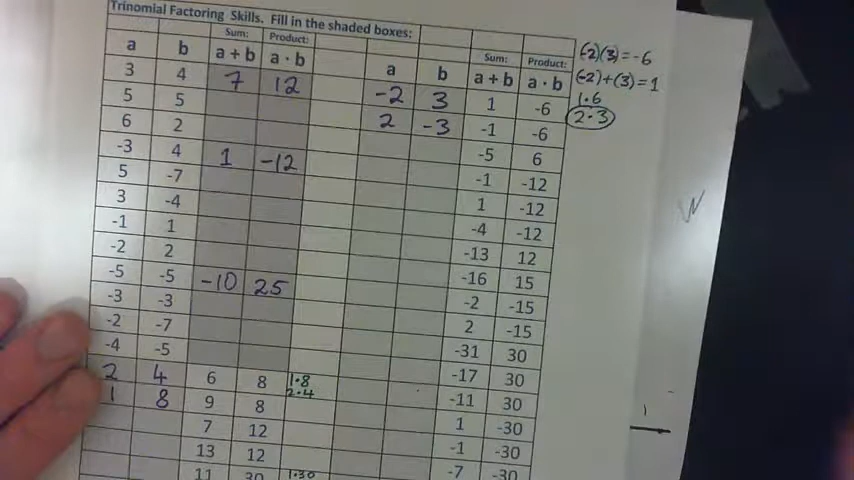 Trinomial Factoring Skills. Fill in the shaded boxes:
a b Sum: a + b Product: a · b
3 4 7 12
5 5
6 2
-3 4 1 -12
5 -7
3 -4
-1 1
-2 2
-5 -5 -10 25
-3 -3
-2 -7
-4 -5
2 4 6 8 1·8 2·4
1 8 9 8
7 12
13 12
11 30 1·30
a b Sum: a + b Product: a · b
-2 3 1 -6
2 -3 -1 -6
-5 6
-1 -12
1 -12
-4 -12
-13 12
-16 15
-2 -15
2 -15
-31 30
-17 30
-11 30
1 -30
-1 -30
-7 -30
(-2)(3) = -6
(-2)+(3) = 1
1·6
2·3